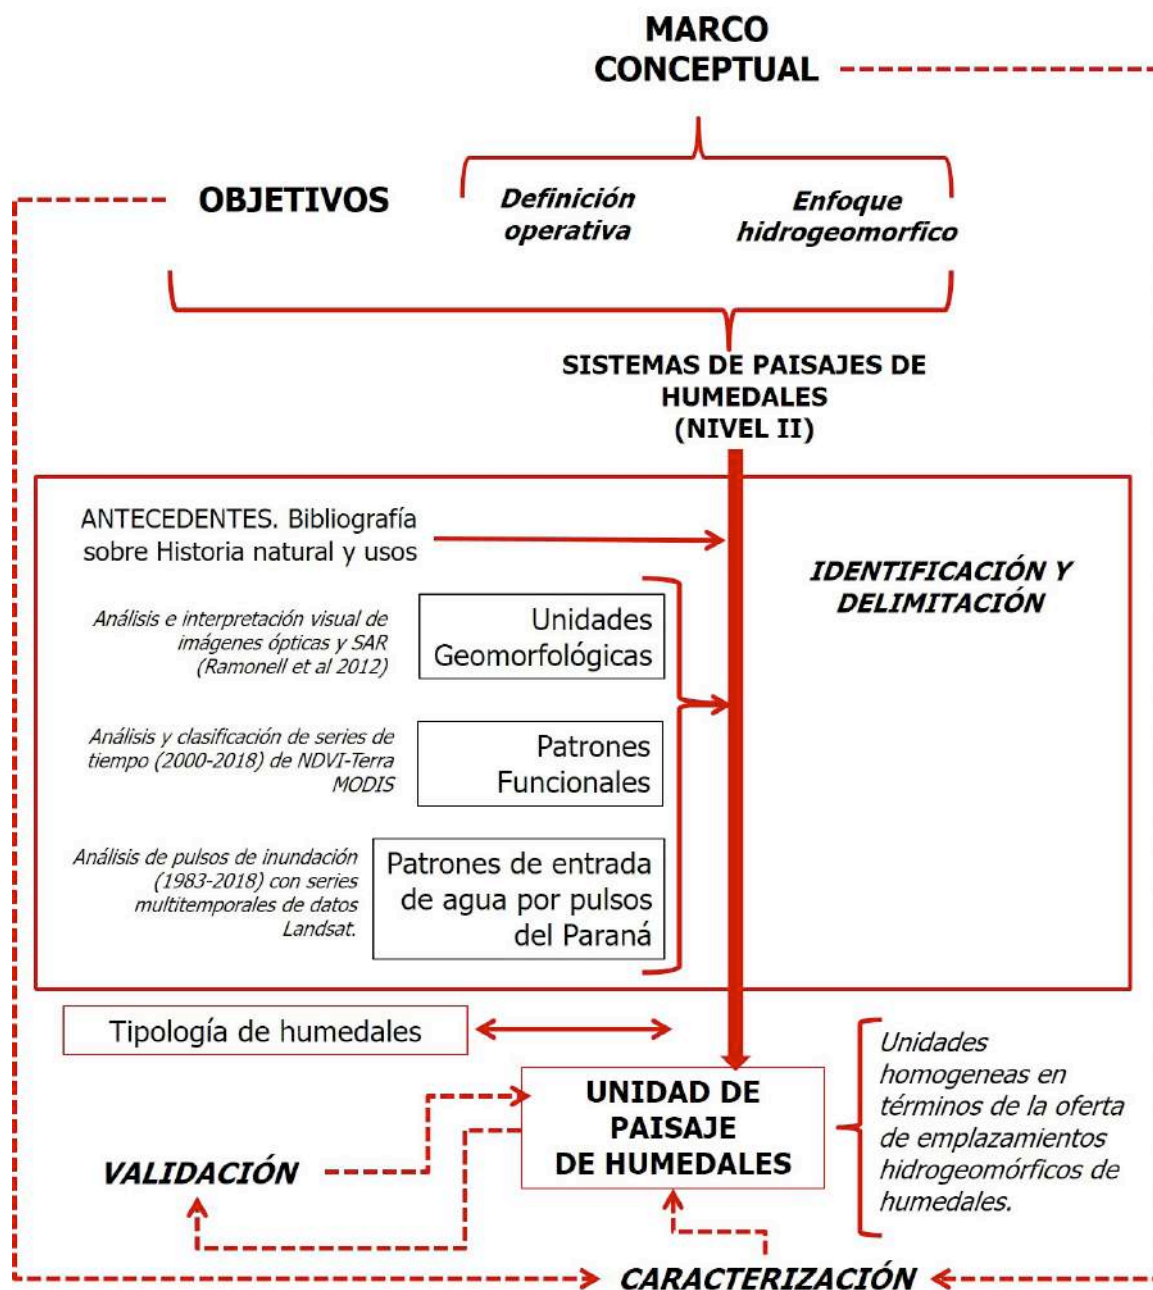 MARCO
CONCEPTUAL
OBJETIVOS
Definición
operativa
Enfoque
hidrogeomorfico
SISTEMAS DE PAISAJES DE
HUMEDALES
(NIVEL II)
ANTECEDENTES. Bibliografía
sobre Historia natural y usos
IDENTIFICACIÓN Y
DELIMITACIÓN
Análisis e interpretación visual de
imágenes ópticas y SAR
(Ramonell et al 2012)
Unidades
Geomorfológicas
Análisis y clasificación de series de
tiempo (2000-2018) de NDVI-Terra
MODIS
Patrones
Funcionales
Análisis de pulsos de inundación
(1983-2018) con series
multitemporales de datos
Landsat.
Patrones de entrada
de agua por pulsos
del Paraná
Tipología de humedales
UNIDAD DE
PAISAJE
DE HUMEDALES
Unidades
homogeneas en
términos de la oferta
de emplazamientos
hidrogeomórficos de
humedales.
VALIDACIÓN
CARACTERIZACIÓN